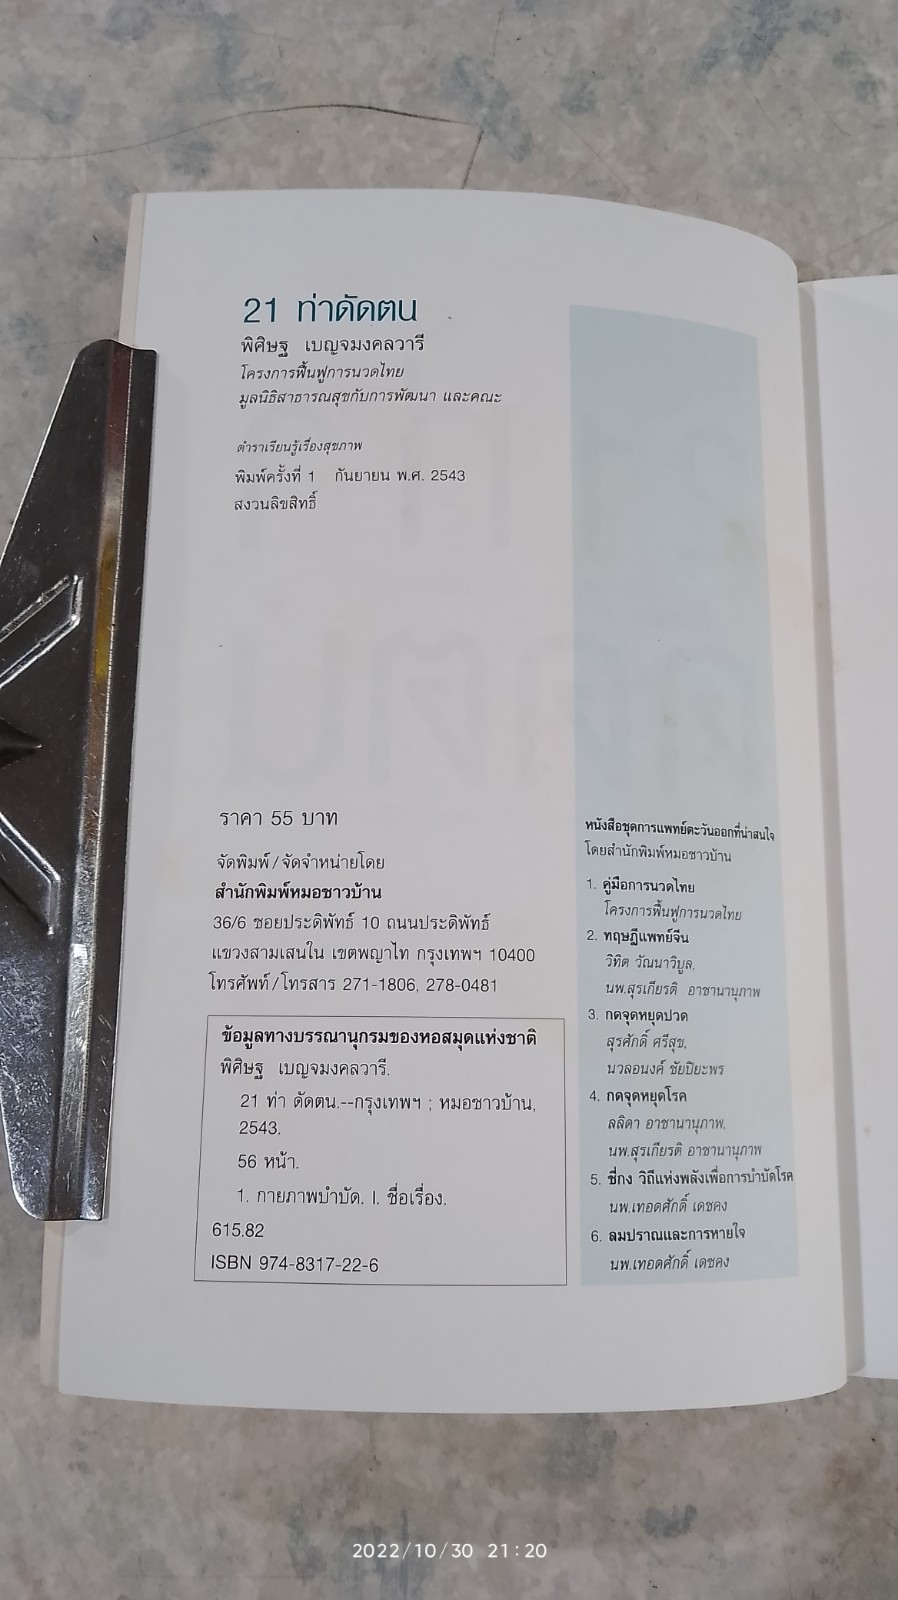 21 ท่าดัดตน
พิศิษฐ เบญจมงคลวารี
โครงการฟื้นฟูการนวดไทย
มูลนิธิสาธารณสุขกับการพัฒนา และคณะ
ตำราเรียนรู้เรื่องสุขภาพ
พิมพ์ครั้งที่ 1 กันยายน พ.ศ. 2543
สงวนลิขสิทธิ์
ราคา 55 บาท
จัดพิมพ์/จัดจำหน่ายโดย
สำนักพิมพ์หมอชาวบ้าน
36/6 ซอยประดิพัทธ์ 10 ถนนประดิพัทธ์
แขวงสามเสนใน เขตพญาไท กรุงเทพฯ 10400
โทรศัพท์/โทรสาร 271-1806, 278-0481
ข้อมูลทางบรรณานุกรมของหอสมุดแห่งชาติ
พิศิษฐ เบญจมงคลวารี.
21 ท่า ดัดตน.--กรุงเทพฯ ; หมอชาวบ้าน,
2543.
56 หน้า.
1. กายภาพบำบัด. I. ชื่อเรื่อง.
615.82
ISBN 974-8317-22-6
หนังสือชุดการแพทย์ตะวันออกที่น่าสนใจ
โดยสำนักพิมพ์หมอชาวบ้าน
1. คู่มือการนวดไทย
โครงการฟื้นฟูการนวดไทย
2. ทฤษฎีแพทย์จีน
วิทิต วัณนาวิบูล,
นพ.สุรเกียรติ อาชานานุภาพ
3. กดจุดหยุดปวด
สุรศักดิ์ ศรีสุข,
นวลอนงค์ ชัยปิยะพร
4. กดจุดหยุดโรค
ลลิตา อาชานานุภาพ,
นพ.สุรเกียรติ อาชานานุภาพ
5. ชี่กง วิถีแห่งพลังเพื่อการบำบัดโรค
นพ.เทอดศักดิ์ เดชคง
6. ลมปราณและการหายใจ
นพ.เทอดศักดิ์ เดชคง
2022/10/30 21:20